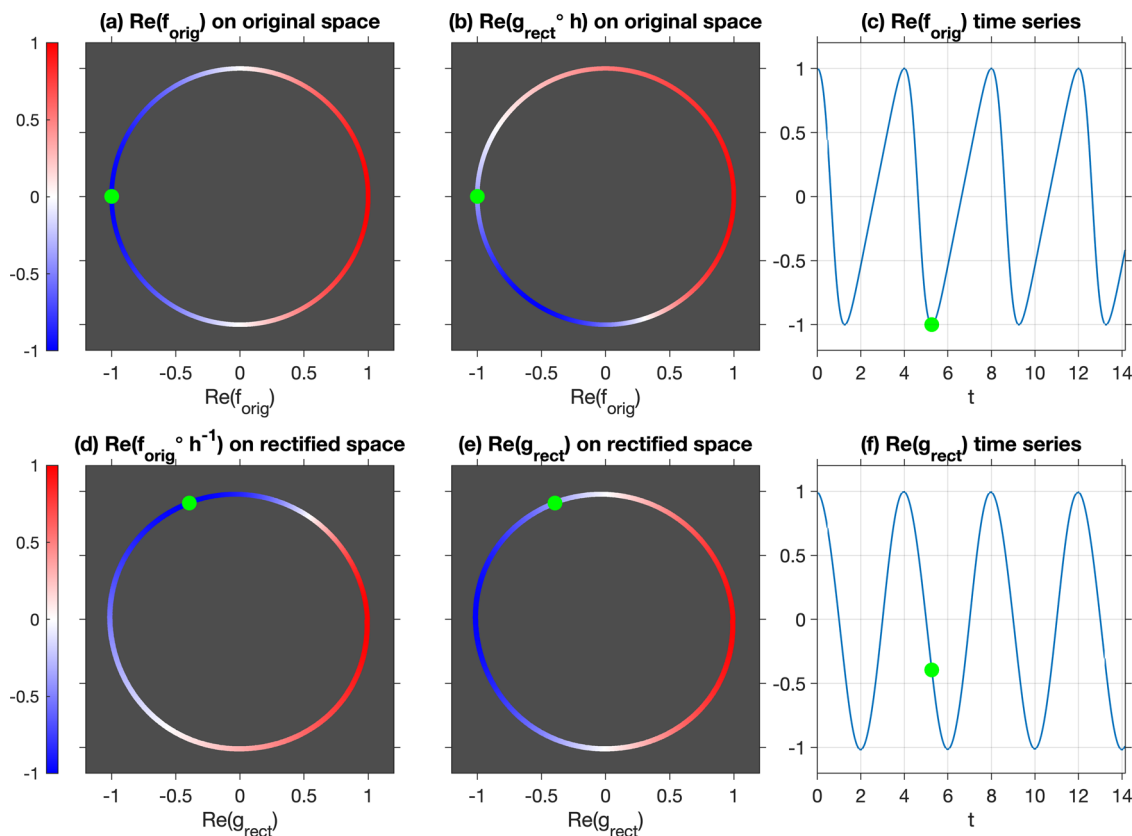 (a) Re(f_orig) on original space
(b) Re(g_rect ° h) on original space
(c) Re(f_orig) time series
1
0.5
0
-0.5
-1
-1 -0.5 0 0.5 1
Re(f_orig)
-1 -0.5 0 0.5 1
Re(f_orig)
1
0.5
0
-0.5
-1
0 2 4 6 8 10 12 14
t
(d) Re(f_orig ° h^-1) on rectified space
(e) Re(g_rect) on rectified space
(f) Re(g_rect) time series
1
0.5
0
-0.5
-1
-1 -0.5 0 0.5 1
Re(g_rect)
-1 -0.5 0 0.5 1
Re(g_rect)
1
0.5
0
-0.5
-1
0 2 4 6 8 10 12 14
t